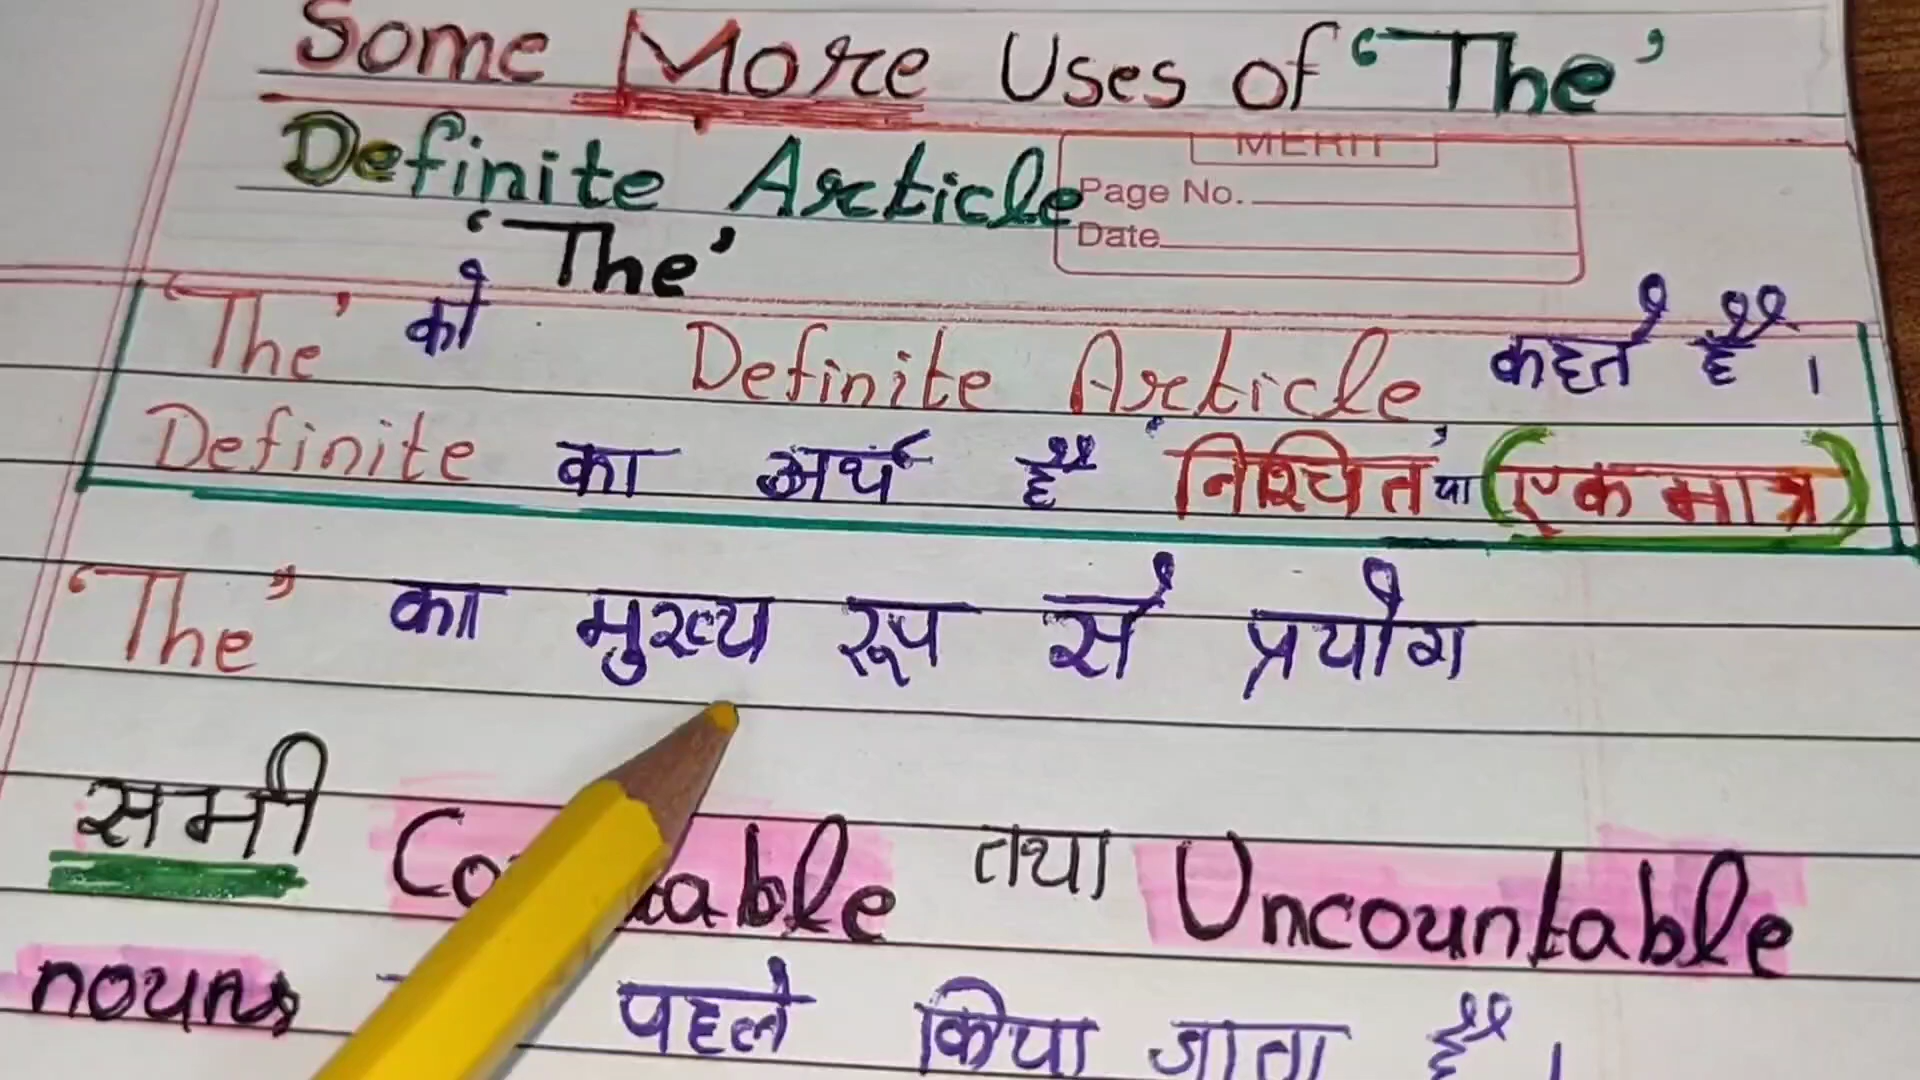 Some More Uses of 'The'
Definite Article
MERIT
Page No.
Date
'The'
'The' को Definite Article कहते हैं ।
Definite का अर्थ है 'निश्चित' या (एक मात्र)
'The' का मुख्य रूप से प्रयोग
सभी तथा Uncountable
nouns पहले किया जाता है ।